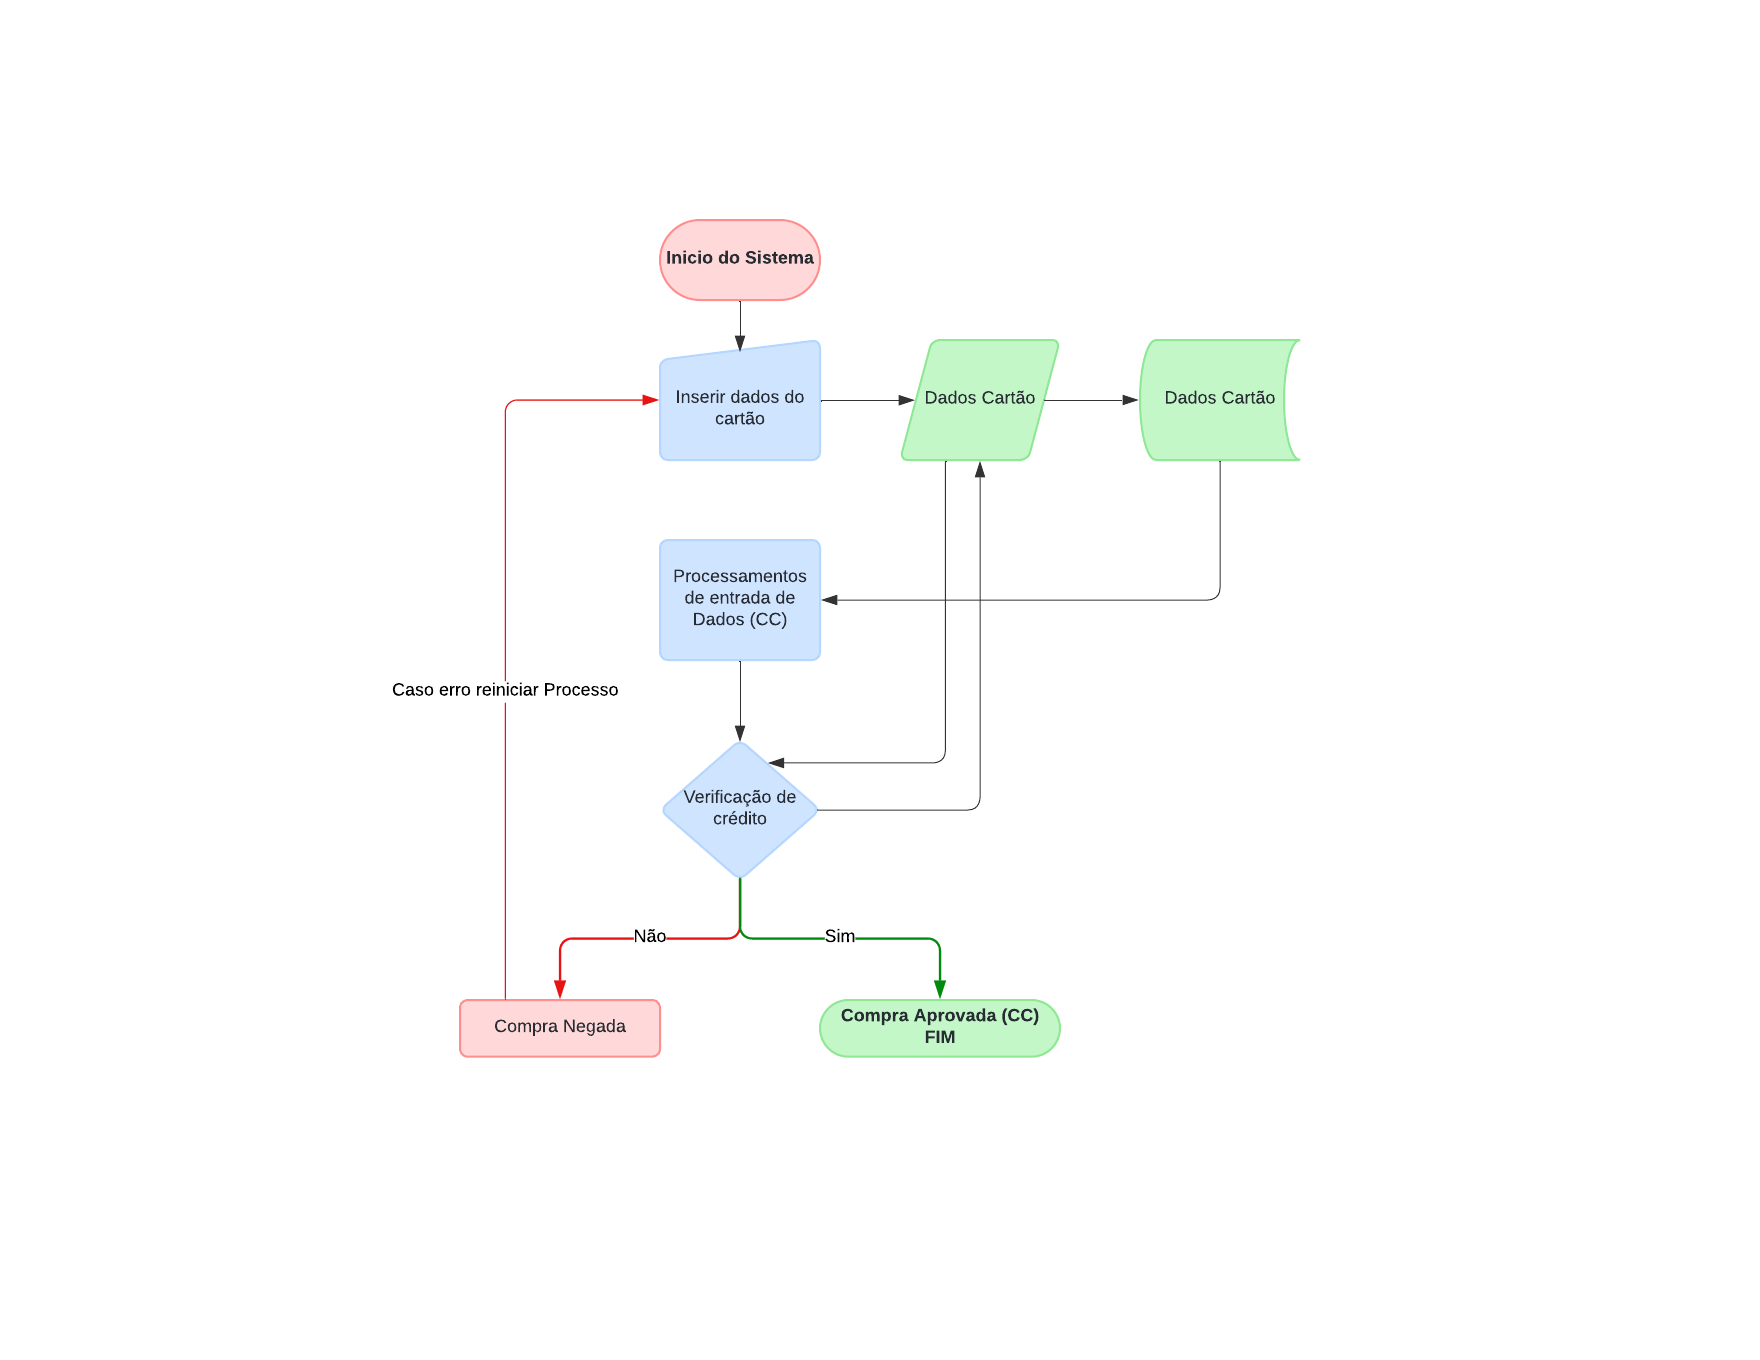 Inicio do Sistema
Inserir dados do
cartão
Dados Cartão
Dados Cartão
Processamentos
de entrada de
Dados (CC)
Caso erro reiniciar Processo
Verificação de
crédito
Não
Sim
Compra Negada
Compra Aprovada (CC)
FIM